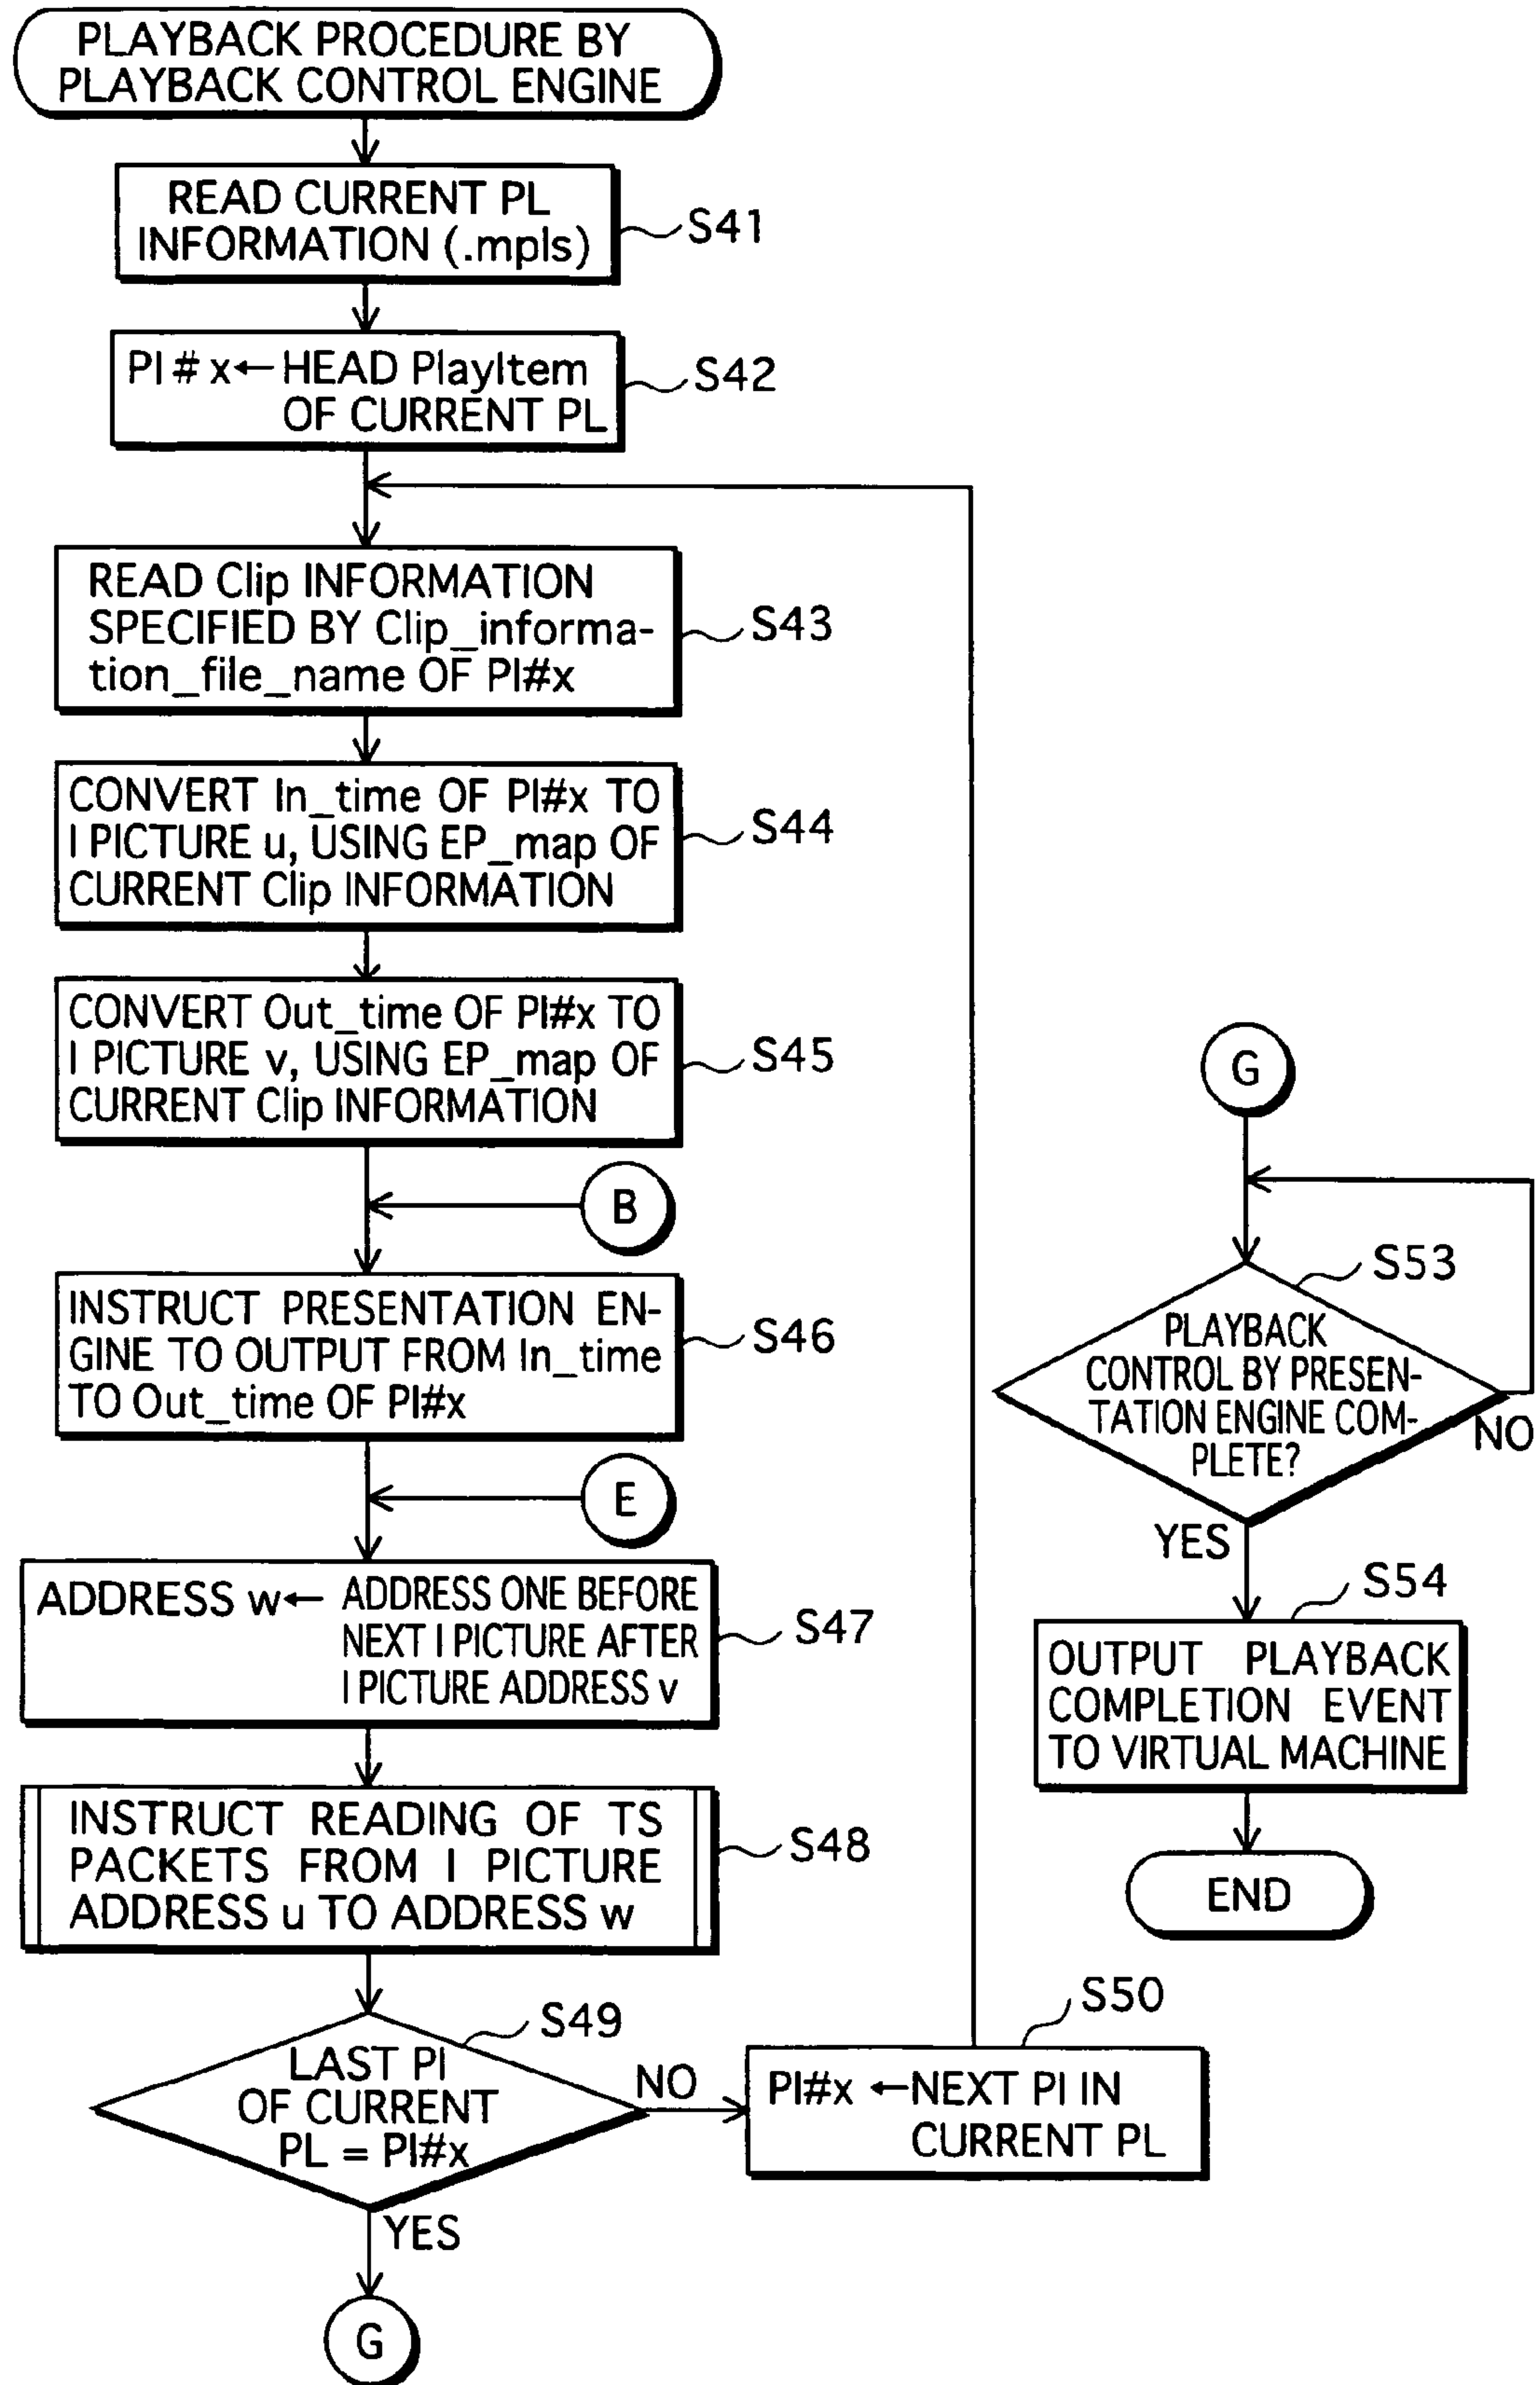 PLAYBACK PROCEDURE BY
PLAYBACK CONTROL ENGINE
READ CURRENT PL
INFORMATION (.mpls)
S41
PI # x←HEAD PlayItem
OF CURRENT PL
S42
READ Clip INFORMATION
SPECIFIED BY Clip_informa-
tion_file_name OF PI#x
S43
CONVERT In_time OF PI#x TO
I PICTURE u, USING EP_map OF
CURRENT Clip INFORMATION
S44
CONVERT Out_time OF PI#x TO
I PICTURE v, USING EP_map OF
CURRENT Clip INFORMATION
S45
B
INSTRUCT PRESENTATION EN-
GINE TO OUTPUT FROM In_time
TO Out_time OF PI#x
S46
E
ADDRESS w← ADDRESS ONE BEFORE
NEXT I PICTURE AFTER
I PICTURE ADDRESS v
S47
INSTRUCT READING OF TS
PACKETS FROM I PICTURE
ADDRESS u TO ADDRESS w
S48
LAST PI
OF CURRENT
PL = PI#x
S49
NO
YES
G
PI#x ←NEXT PI IN
CURRENT PL
S50
G
PLAYBACK
CONTROL BY PRESEN-
TATION ENGINE COM-
PLETE?
S53
NO
YES
OUTPUT PLAYBACK
COMPLETION EVENT
TO VIRTUAL MACHINE
S54
END